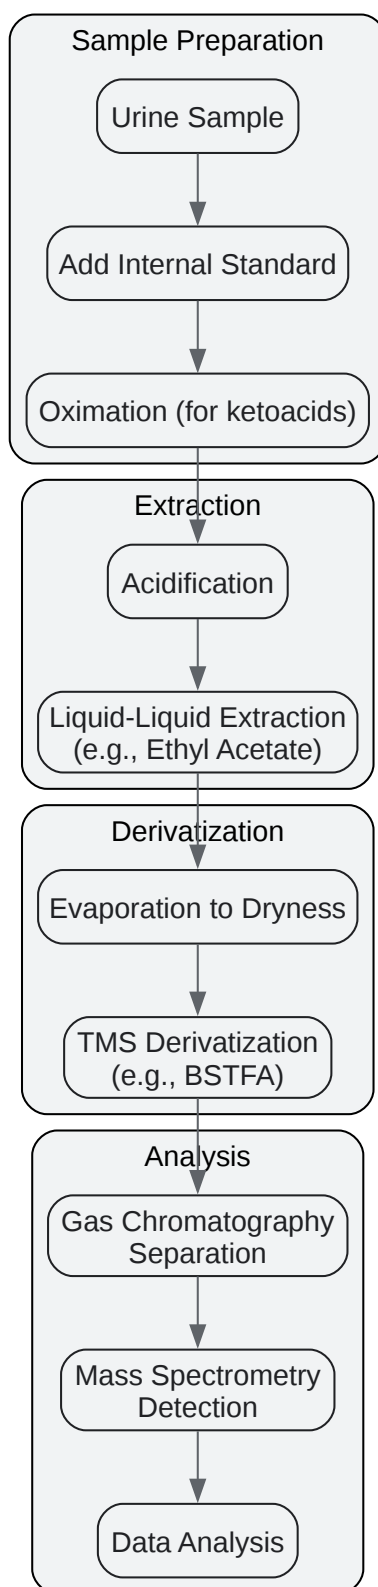 Sample Preparation
Urine Sample
Add Internal Standard
Oximation (for ketoacids)
Extraction
Acidification
Liquid-Liquid Extraction
(e.g., Ethyl Acetate)
Derivatization
Evaporation to Dryness
TMS Derivatization
(e.g., BSTFA)
Analysis
Gas Chromatography
Separation
Mass Spectrometry
Detection
Data Analysis